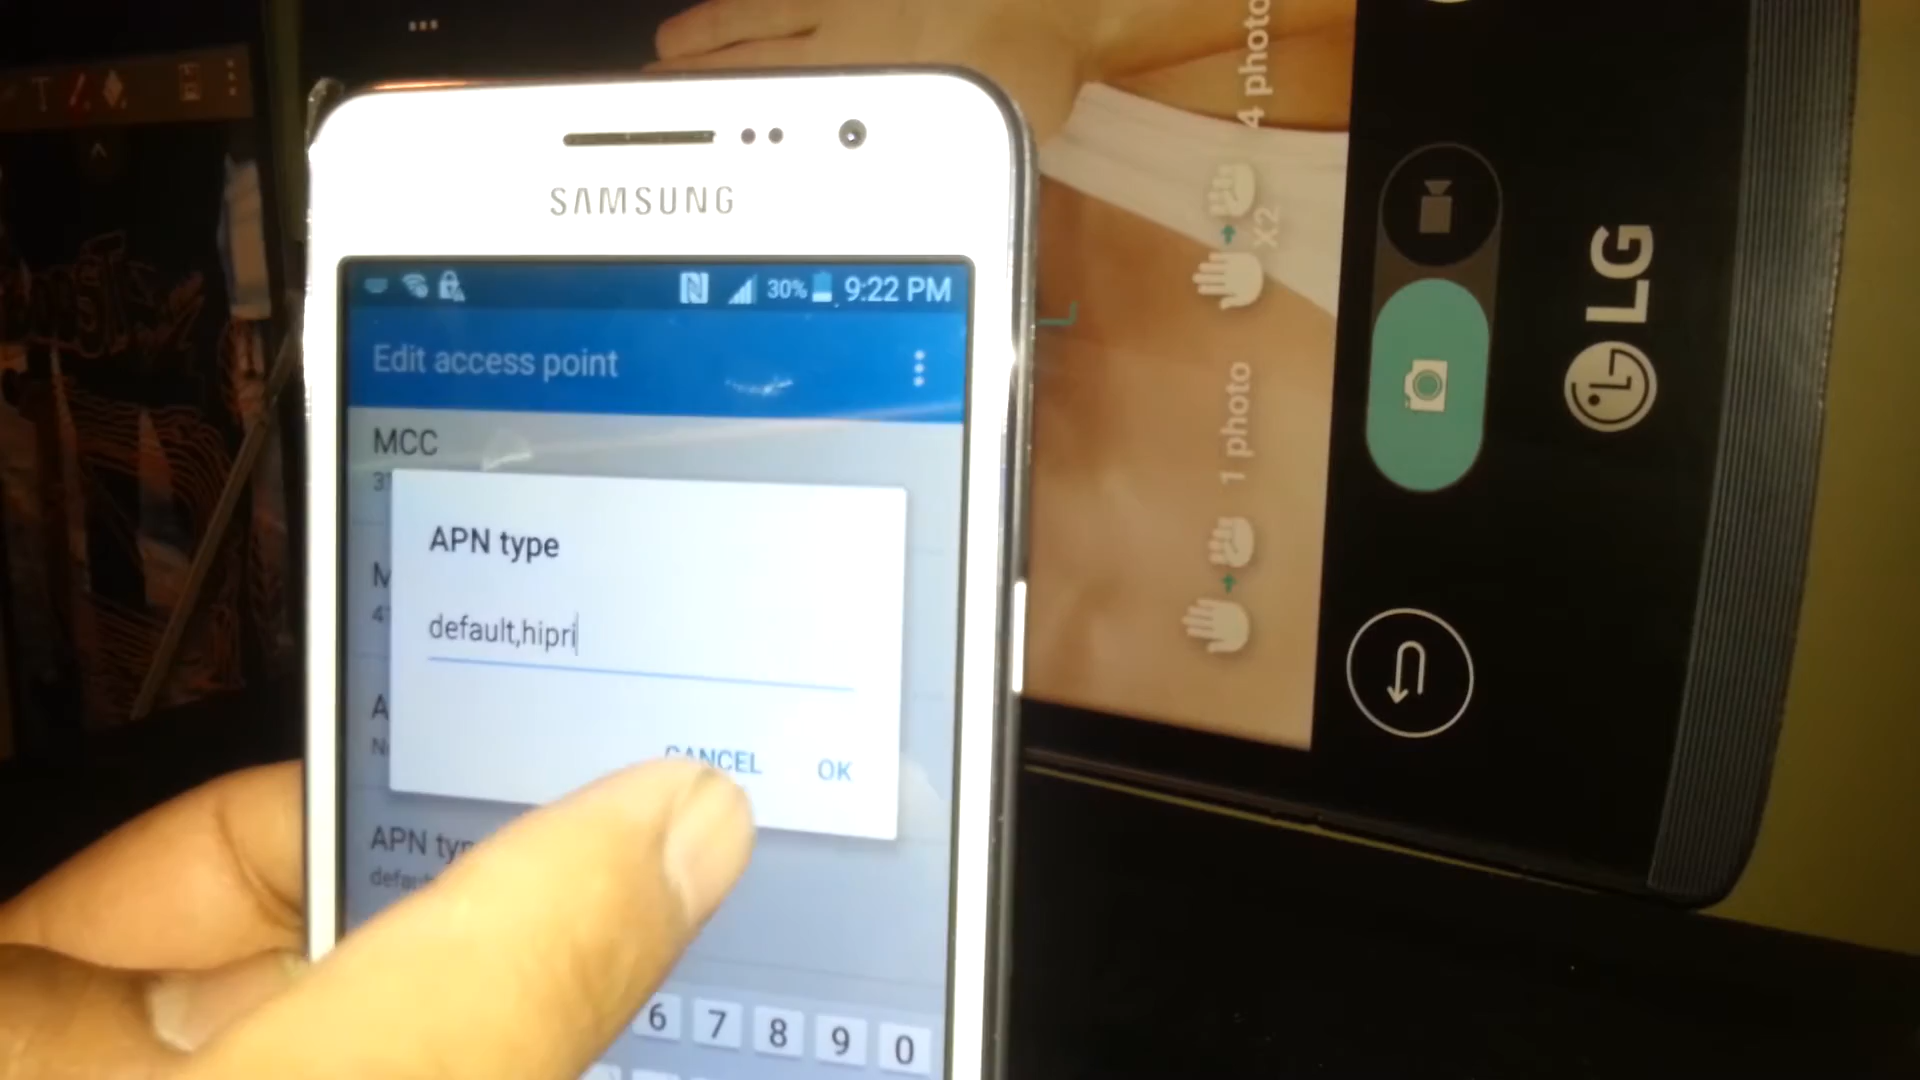 SAMSUNG
30% 9:22 PM
Edit access point
MCC
APN type
default,hipri
CANCEL OK
APN typ
defau
6 7 8 9 0
4 photo
X2
1 photo
LG